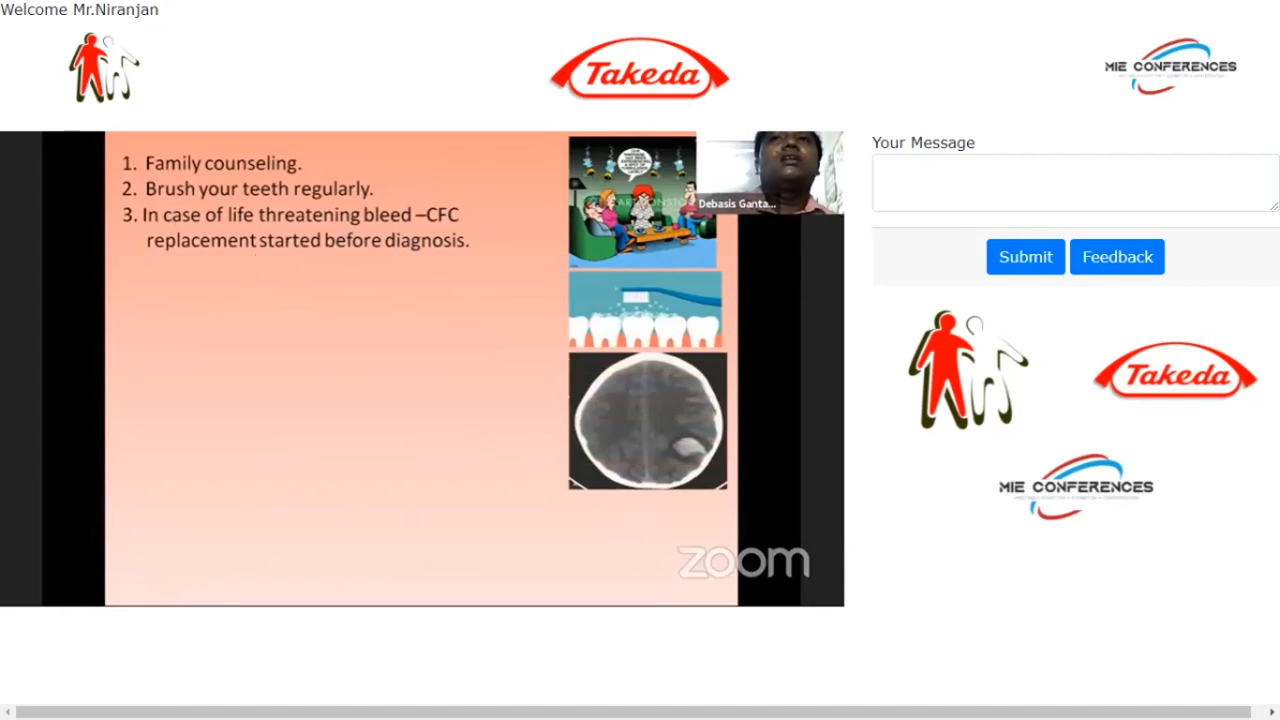 Welcome Mr.Niranjan
Takeda
MIE CONFERENCES
1. Family counseling.
2. Brush your teeth regularly.
3. In case of life threatening bleed –CFC
replacement started before diagnosis.
Debasis Ganta...
zoom
Your Message
Submit
Feedback
Takeda
MIE CONFERENCES